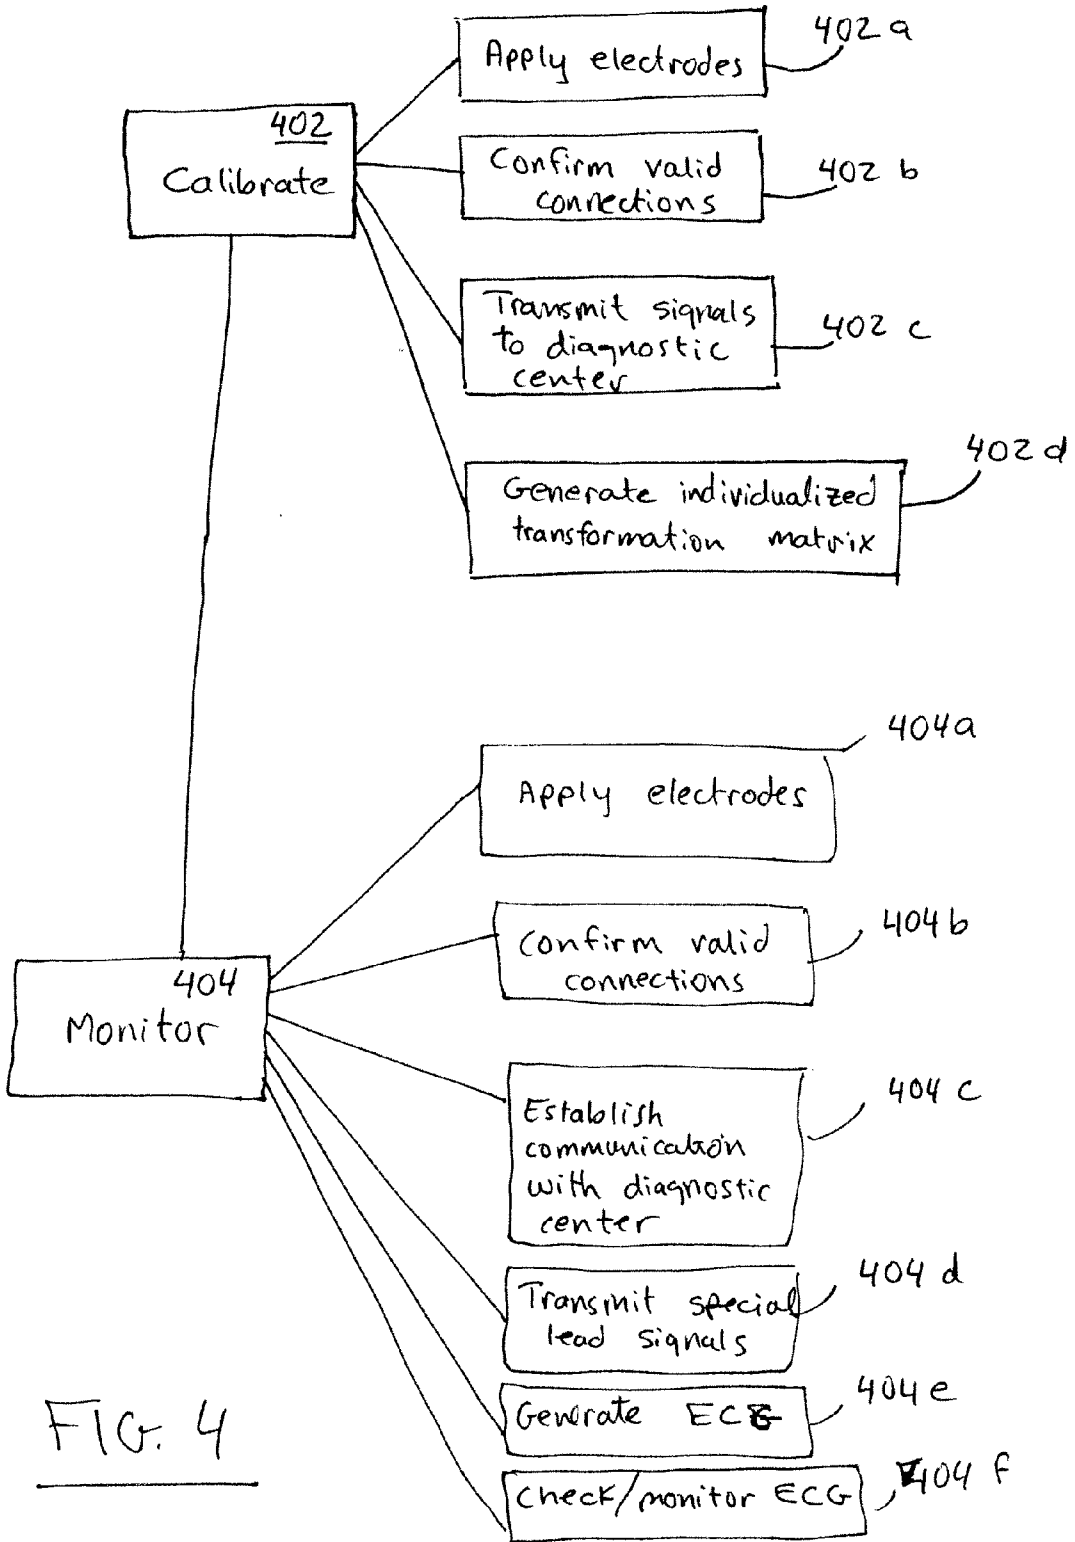 402 a
Apply electrodes
402
Calibrate
Confirm valid
connections
402 b
Transmit signals
to diagnostic
center
402 c
402 d
Generate individualized
transformation matrix
404a
Apply electrodes
404b
Confirm valid
connections
404
Monitor
404 c
Establish
communication
with diagnostic
center
404 d
Transmit special
lead signals
404 e
Generate ECG
404 f
Check/monitor ECG
FIG. 4